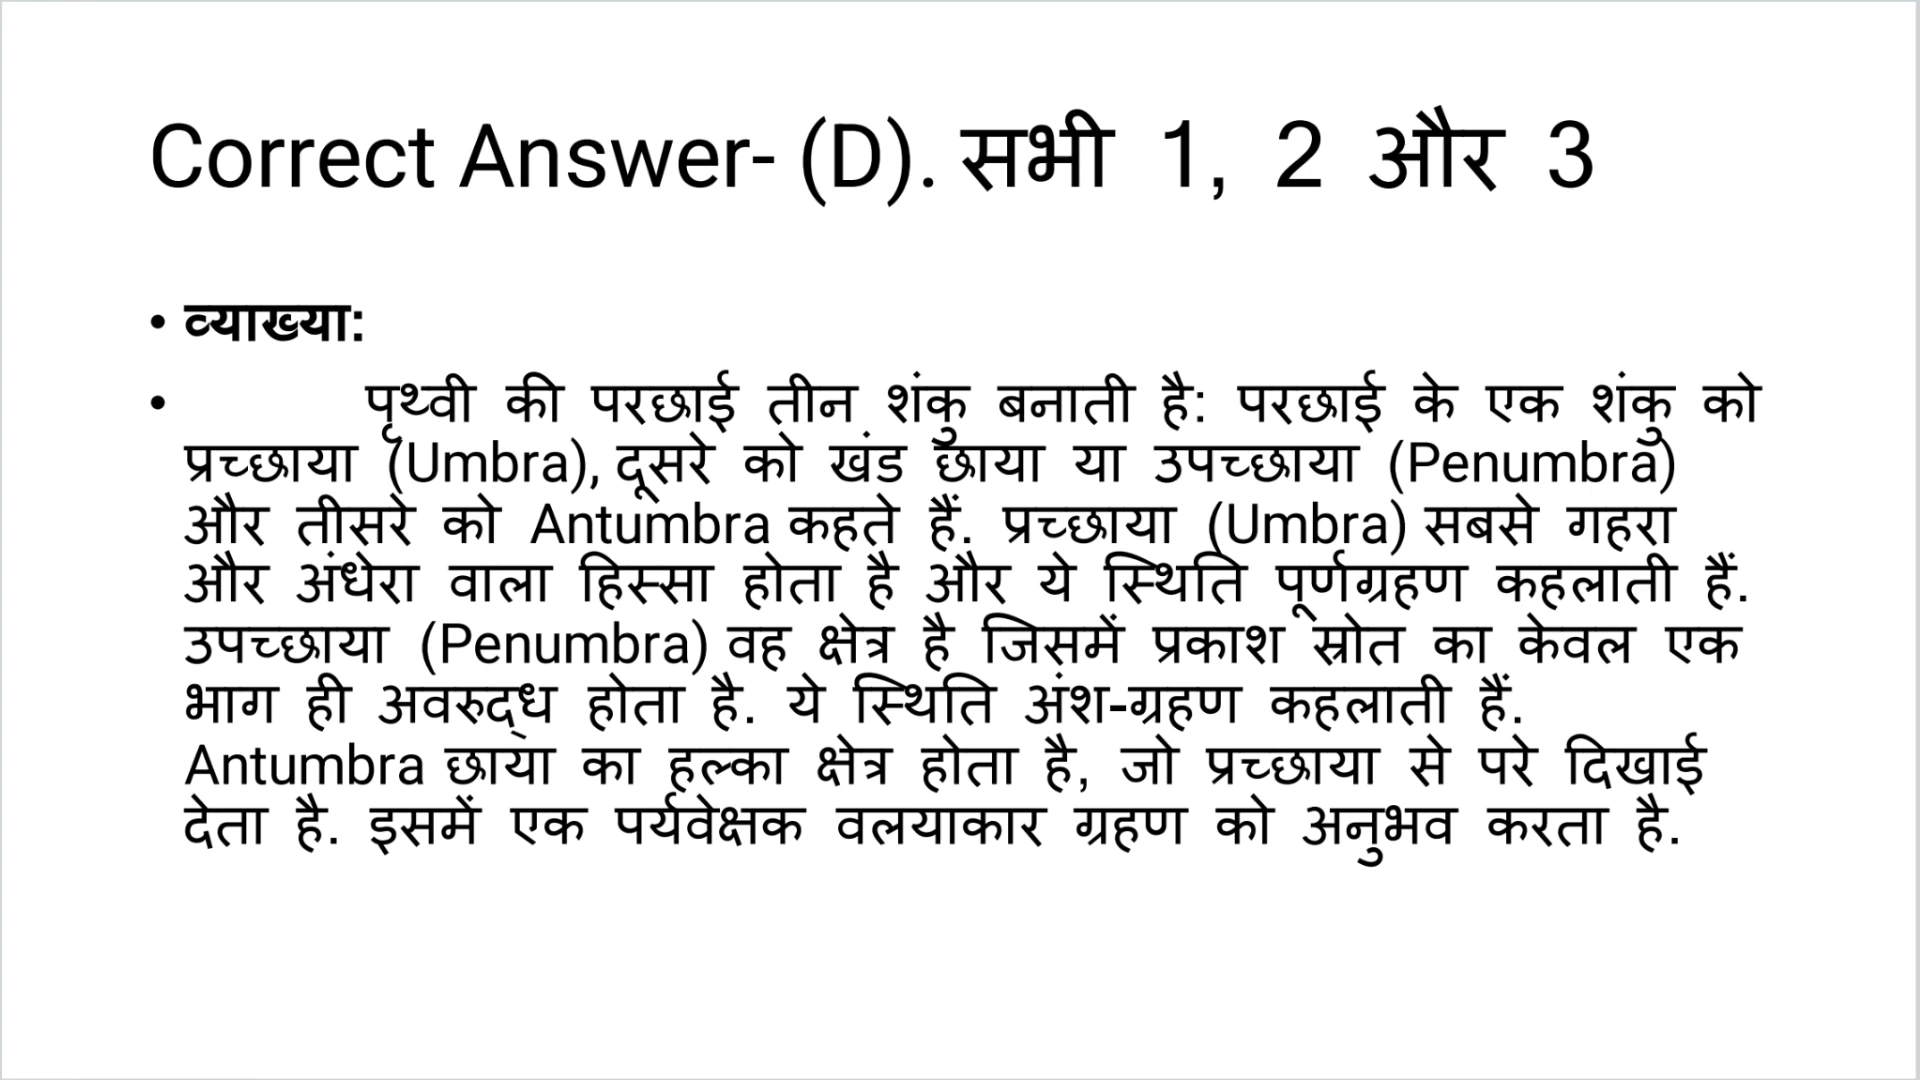 Correct Answer- (D). सभी 1, 2 और 3
• व्याख्या:
• पृथ्वी की परछाई तीन शंकु बनाती है: परछाई के एक शंकु को
प्रच्छाया (Umbra), दूसरे को खंड छाया या उपच्छाया (Penumbra)
और तीसरे को Antumbra कहते हैं. प्रच्छाया (Umbra) सबसे गहरा
और अंधेरा वाला हिस्सा होता है और ये स्थिति पूर्णग्रहण कहलाती हैं.
उपच्छाया (Penumbra) वह क्षेत्र है जिसमें प्रकाश स्रोत का केवल एक
भाग ही अवरुद्ध होता है. ये स्थिति अंश-ग्रहण कहलाती हैं.
Antumbra छाया का हल्का क्षेत्र होता है, जो प्रच्छाया से परे दिखाई
देता है. इसमें एक पर्यवेक्षक वलयाकार ग्रहण को अनुभव करता है.